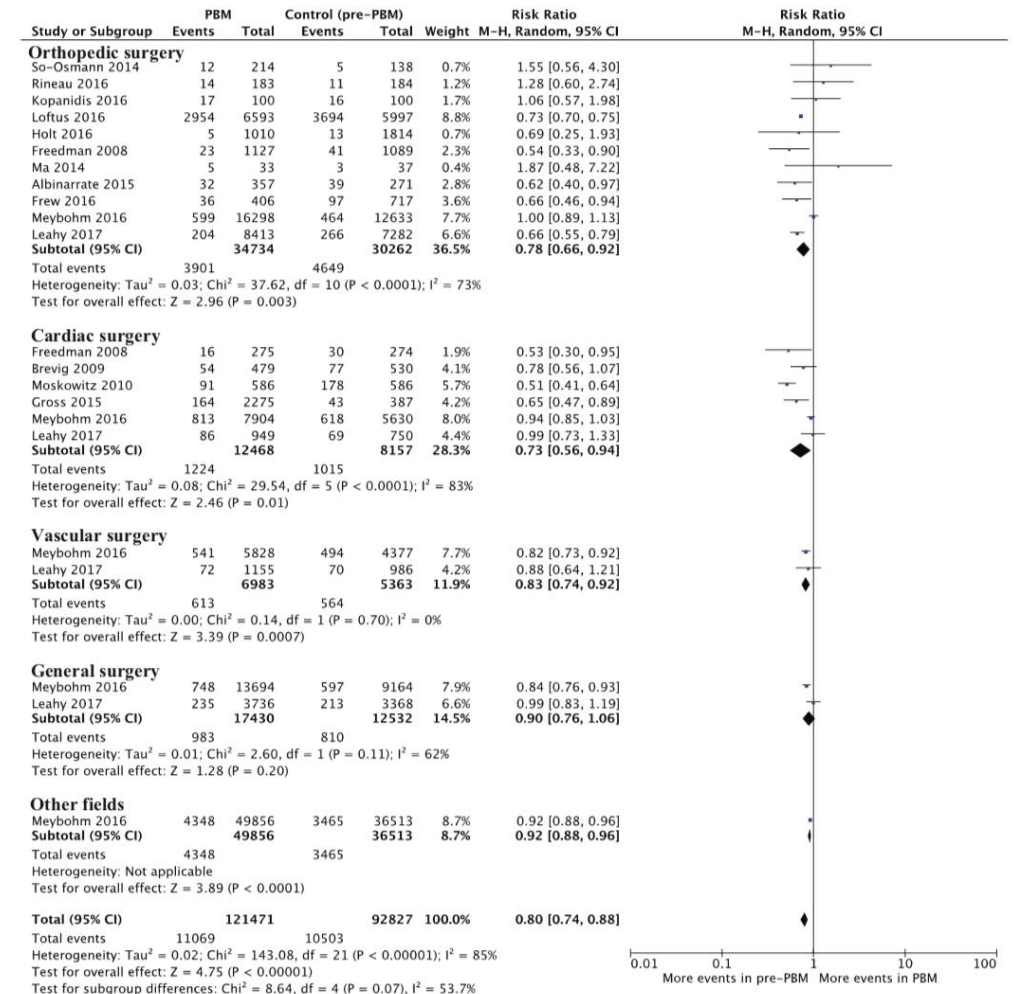 PBM Control (pre-PBM) Risk Ratio Risk Ratio
Study or Subgroup Events Total Events Total Weight M-H, Random, 95% CI M-H, Random, 95% CI
Orthopedic surgery
So-Osmann 2014 12 214 5 138 0.7% 1.55 [0.56, 4.30]
Rineau 2016 14 183 11 184 1.2% 1.28 [0.60, 2.74]
Kopanidis 2016 17 100 16 100 1.7% 1.06 [0.57, 1.98]
Loftus 2016 2954 6593 3694 5997 8.8% 0.73 [0.70, 0.75]
Holt 2016 5 1010 13 1814 0.7% 0.69 [0.25, 1.93]
Freedman 2008 23 1127 41 1089 2.3% 0.54 [0.33, 0.90]
Ma 2014 5 33 3 37 0.4% 1.87 [0.48, 7.22]
Albinarrate 2015 32 357 39 271 2.8% 0.62 [0.40, 0.97]
Frew 2016 36 406 97 717 3.6% 0.66 [0.46, 0.94]
Meybohm 2016 599 16298 464 12633 7.7% 1.00 [0.89, 1.13]
Leahy 2017 204 8413 266 7282 6.6% 0.66 [0.55, 0.79]
Subtotal (95% CI) 34734 30262 36.5% 0.78 [0.66, 0.92]
Total events 3901 4649
Heterogeneity: Tau² = 0.03; Chi² = 37.62, df = 10 (P < 0.0001); I² = 73%
Test for overall effect: Z = 2.96 (P = 0.003)
Cardiac surgery
Freedman 2008 16 275 30 274 1.9% 0.53 [0.30, 0.95]
Brevig 2009 54 479 77 530 4.1% 0.78 [0.56, 1.07]
Moskowitz 2010 91 586 178 586 5.7% 0.51 [0.41, 0.64]
Gross 2015 164 2275 43 387 4.2% 0.65 [0.47, 0.89]
Meybohm 2016 813 7904 618 5630 8.0% 0.94 [0.85, 1.03]
Leahy 2017 86 949 69 750 4.4% 0.99 [0.73, 1.33]
Subtotal (95% CI) 12468 8157 28.3% 0.73 [0.56, 0.94]
Total events 1224 1015
Heterogeneity: Tau² = 0.08; Chi² = 29.54, df = 5 (P < 0.0001); I² = 83%
Test for overall effect: Z = 2.46 (P = 0.01)
Vascular surgery
Meybohm 2016 541 5828 494 4377 7.7% 0.82 [0.73, 0.92]
Leahy 2017 72 1155 70 986 4.2% 0.88 [0.64, 1.21]
Subtotal (95% CI) 6983 5363 11.9% 0.83 [0.74, 0.92]
Total events 613 564
Heterogeneity: Tau² = 0.00; Chi² = 0.14, df = 1 (P = 0.70); I² = 0%
Test for overall effect: Z = 3.39 (P = 0.0007)
General surgery
Meybohm 2016 748 13694 597 9164 7.9% 0.84 [0.76, 0.93]
Leahy 2017 235 3736 213 3368 6.6% 0.99 [0.83, 1.19]
Subtotal (95% CI) 17430 12532 14.5% 0.90 [0.76, 1.06]
Total events 983 810
Heterogeneity: Tau² = 0.01; Chi² = 2.60, df = 1 (P = 0.11); I² = 62%
Test for overall effect: Z = 1.28 (P = 0.20)
Other fields
Meybohm 2016 4348 49856 3465 36513 8.7% 0.92 [0.88, 0.96]
Subtotal (95% CI) 49856 36513 8.7% 0.92 [0.88, 0.96]
Total events 4348 3465
Heterogeneity: Not applicable
Test for overall effect: Z = 3.89 (P < 0.0001)
Total (95% CI) 121471 92827 100.0% 0.80 [0.74, 0.88]
Total events 11069 10503
Heterogeneity: Tau² = 0.02; Chi² = 143.08, df = 21 (P < 0.00001); I² = 85%
Test for overall effect: Z = 4.75 (P < 0.00001)
Test for subgroup differences: Chi² = 8.64, df = 4 (P = 0.07), I² = 53.7%
0.01 0.1 1 10 100
More events in pre-PBM More events in PBM